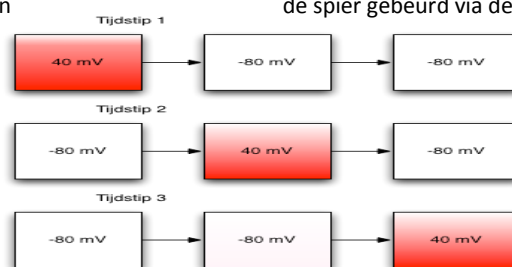 n de spier gebeurd via de
Tijdstip 1
40 mV -80 mV -80 mV
Tijdstip 2
-80 mV 40 mV -80 mV
Tijdstip 3
-80 mV -80 mV 40 mV